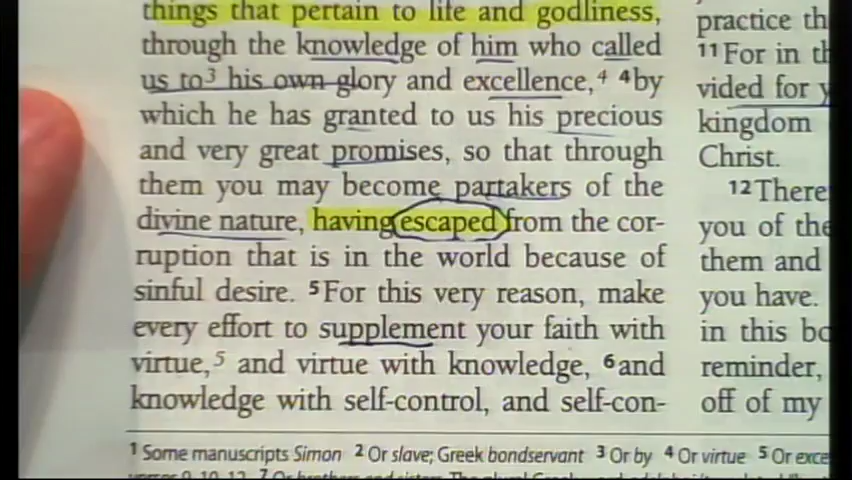 things that pertain to life and godliness,
through the knowledge of him who called
us to³ his own glory and excellence,⁴ 4by
which he has granted to us his precious
and very great promises, so that through
them you may become partakers of the
divine nature, having escaped from the cor-
ruption that is in the world because of
sinful desire. 5For this very reason, make
every effort to supplement your faith with
virtue,⁵ and virtue with knowledge, 6and
knowledge with self-control, and self-con-
practice
11For in
vided for
kingdom
Christ.
12There
you of the
them and
you have.
in this
reminder,
off of my
1 Some manuscripts Simon 2 Or slave; Greek bondservant 3 Or by 4 Or virtue 5 Or